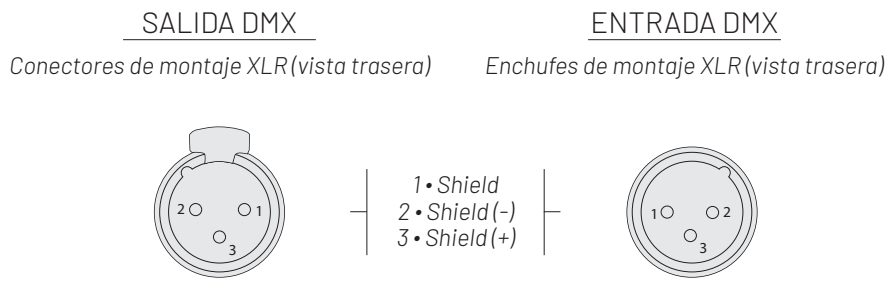 SALIDA DMX
Conectores de montaje XLR (vista trasera)
ENTRADA DMX
Enchufes de montaje XLR (vista trasera)
2 1
3
1 • Shield
2 • Shield (-)
3 • Shield (+)
1 2
3